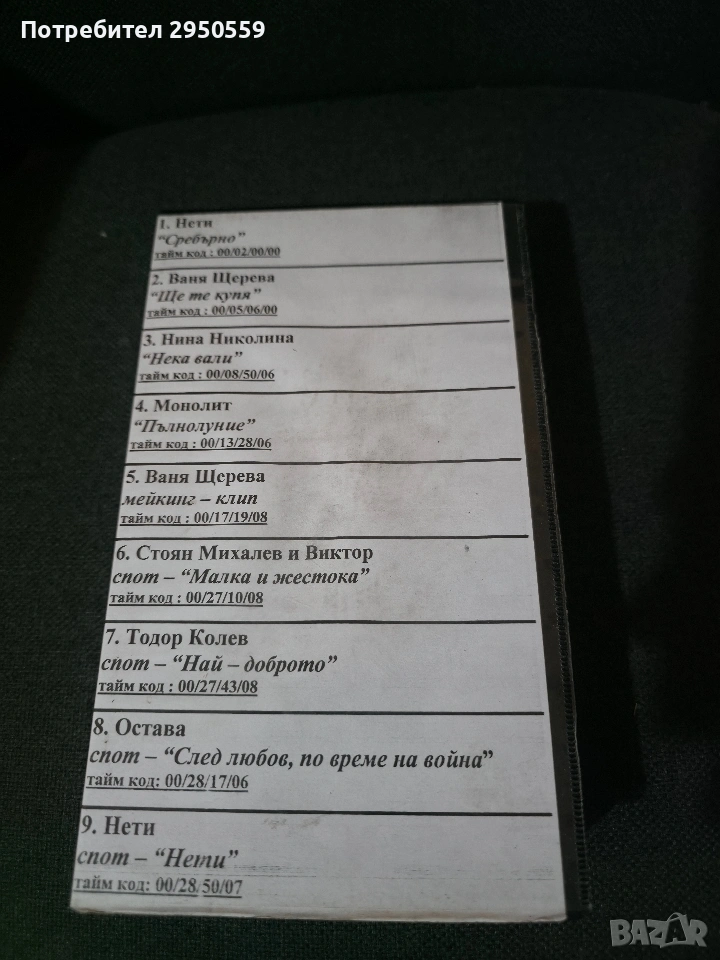 Потребител 2950559
1. Нети
“Сребърно”
тайм код : 00/02/00/00
2. Ваня Щерева
“Ще те купя”
тайм код : 00/05/06/00
3. Нина Николина
“Нека вали”
тайм код : 00/08/50/06
4. Монолит
“Пълнолуние”
тайм код : 00/13/28/06
5. Ваня Щерева
мейкинг – клип
тайм код : 00/17/19/08
6. Стоян Михалев и Виктор
спот – “Малка и жестока”
тайм код : 00/27/10/08
7. Тодор Колев
спот – “Най – доброто”
тайм код : 00/27/43/08
8. Остава
спот – “След любов, по време на война”
тайм код: 00/28/17/06
9. Нети
спот – “Нети”
тайм код: 00/28/50/07
BAZAR